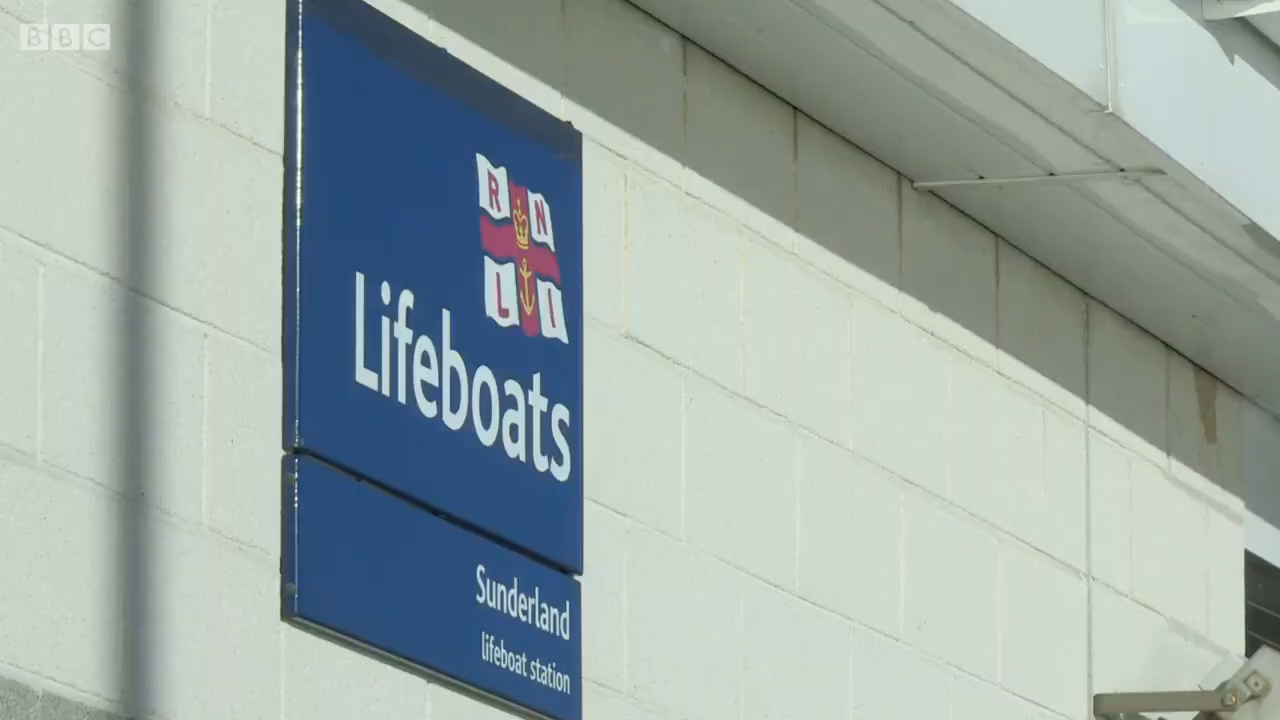 BBC
R N
L I
Lifeboats
Sunderland
lifeboat station